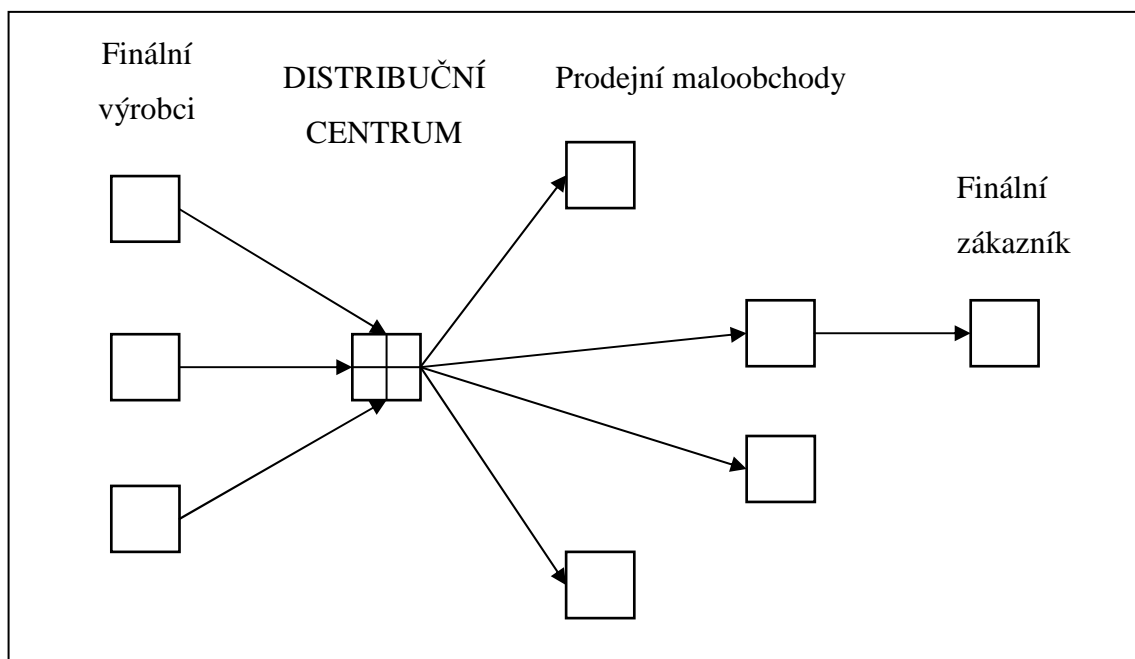 Finální
výrobci
DISTRIBUČNÍ
CENTRUM
Prodejní maloobchody
Finální
zákazník